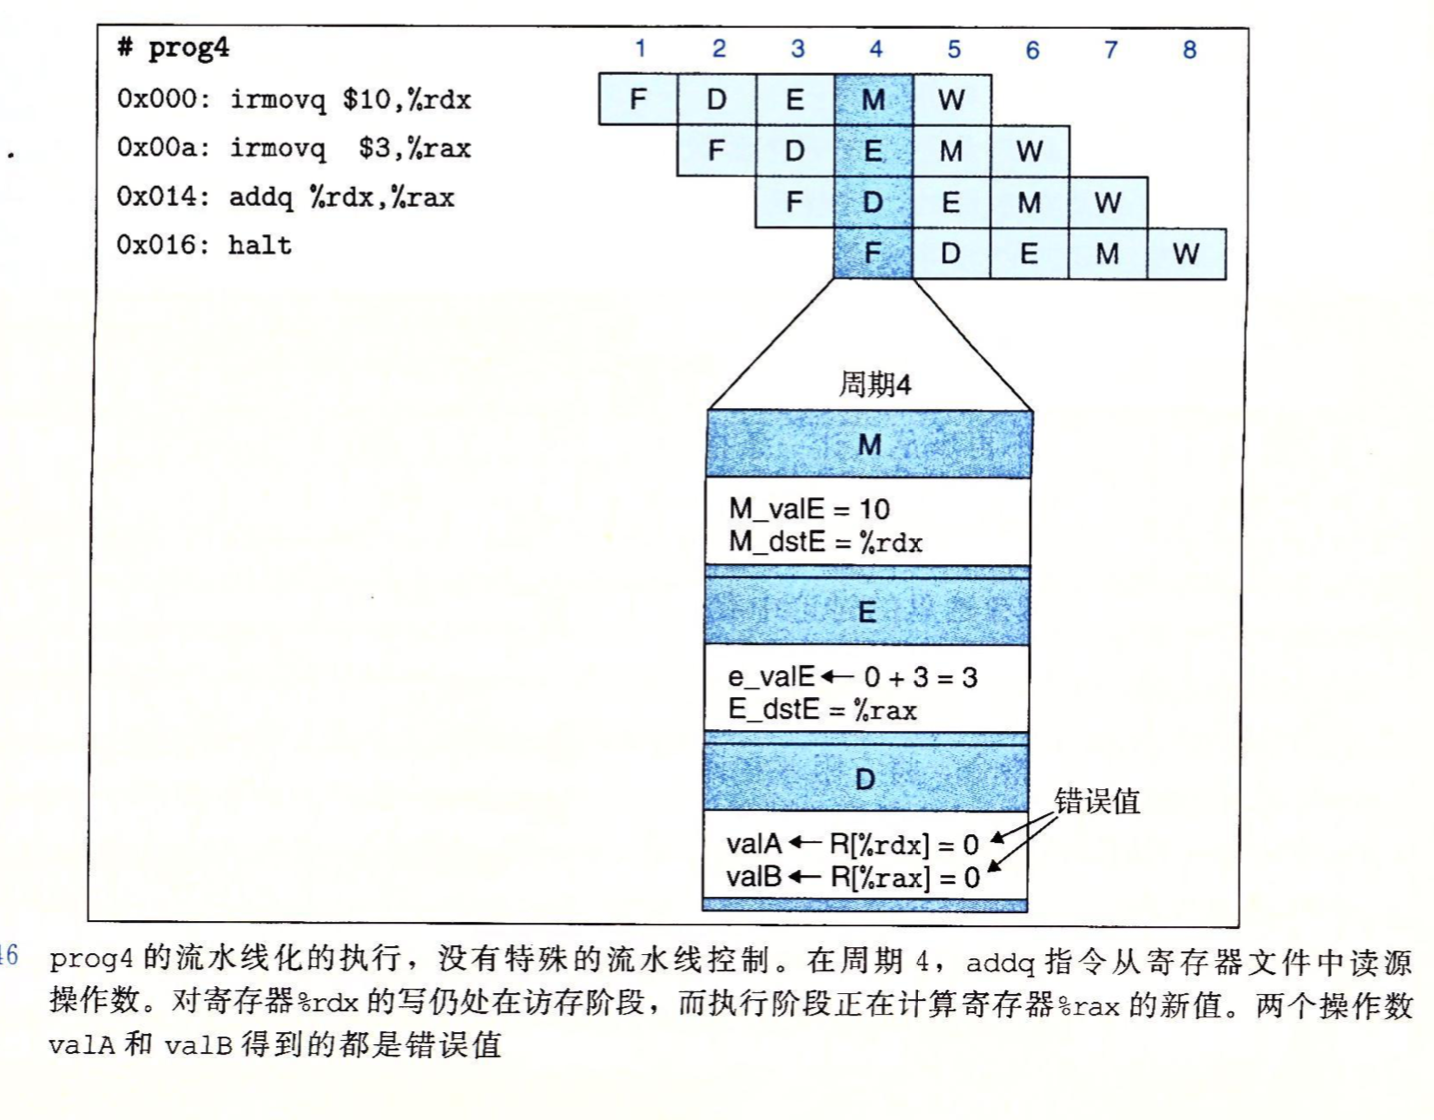 # prog4
1 2 3 4 5 6 7 8
0x000: irmovq $10,%rdx F D E M W
0x00a: irmovq $3,%rax F D E M W
0x014: addq %rdx,%rax F D E M W
0x016: halt F D E M W
周期4
M
M_valE = 10
M_dstE = %rdx
E
e_valE ← 0 + 3 = 3
E_dstE = %rax
D
错误值
valA ← R[%rdx] = 0
valB ← R[%rax] = 0
prog4 的流水线化的执行，没有特殊的流水线控制。在周期 4，addq 指令从寄存器文件中读源
操作数。对寄存器%rdx 的写仍处在访存阶段，而执行阶段正在计算寄存器%rax 的新值。两个操作数
valA 和 valB 得到的都是错误值